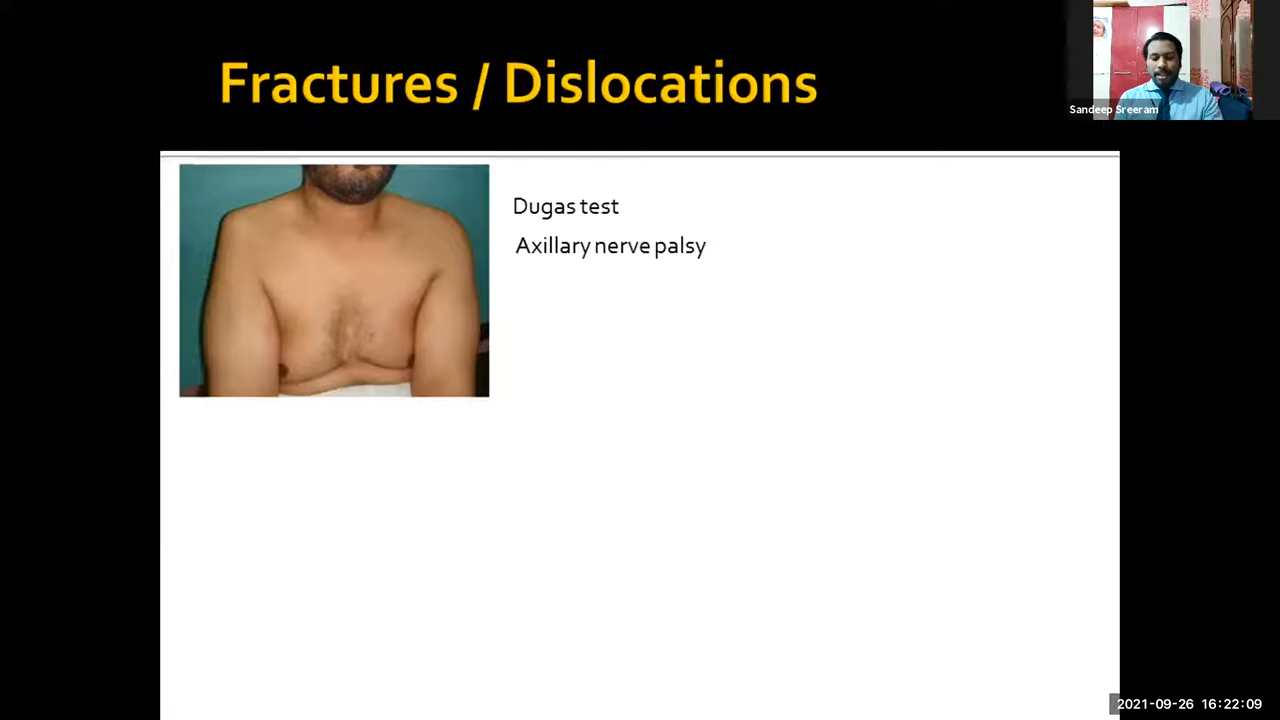 Fractures / Dislocations
Sandeep Sreeram
Dugas test
Axillary nerve palsy
2021-09-26 16:22:09